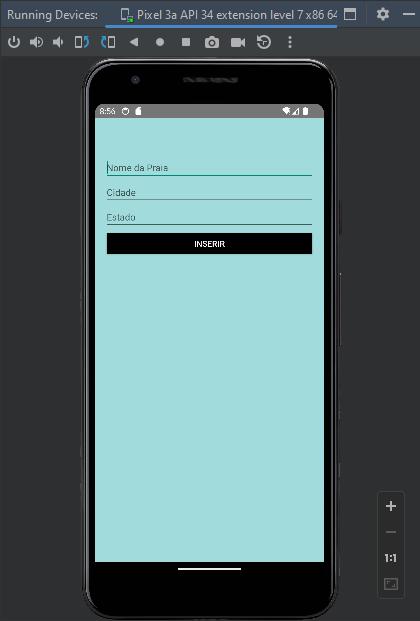 Running Devices: Pixel 3a API 34 extension level 7 x86 64
8:56
Nome da Praia
Cidade
Estado
INSERIR
1:1